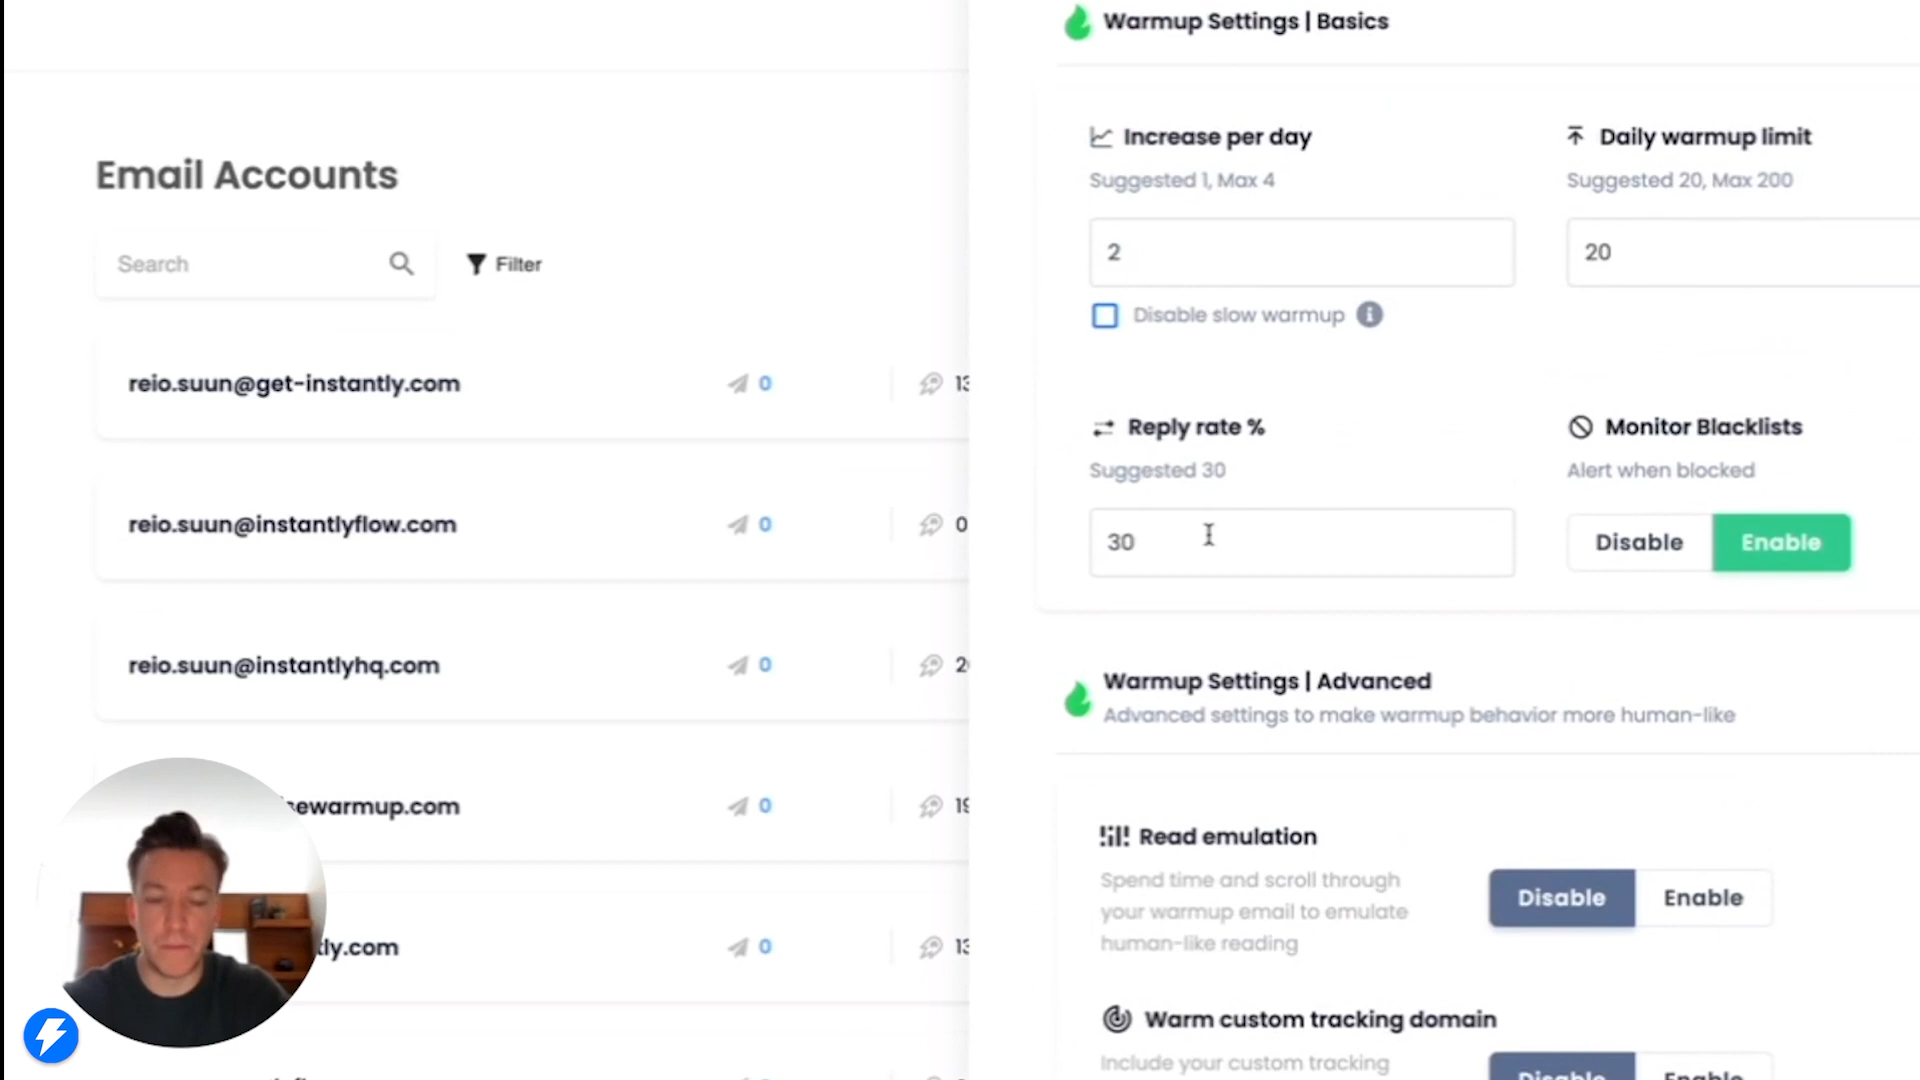 Warmup Settings | Basics
Increase per day
Suggested 1, Max 4
2
Disable slow warmup
Daily warmup limit
Suggested 20, Max 200
20
Reply rate %
Suggested 30
30
Monitor Blacklists
Alert when blocked
Disable Enable
Warmup Settings | Advanced
Advanced settings to make warmup behavior more human-like
Read emulation
Spend time and scroll through
your warmup email to emulate
human-like reading
Disable Enable
Warm custom tracking domain
Include your custom tracking
Disable Enable
Email Accounts
Search
Filter
reio.suun@get-instantly.com 0
reio.suun@instantlyflow.com 0 0
reio.suun@instantlyhq.com 0
ewarmup.com 0
tly.com 0